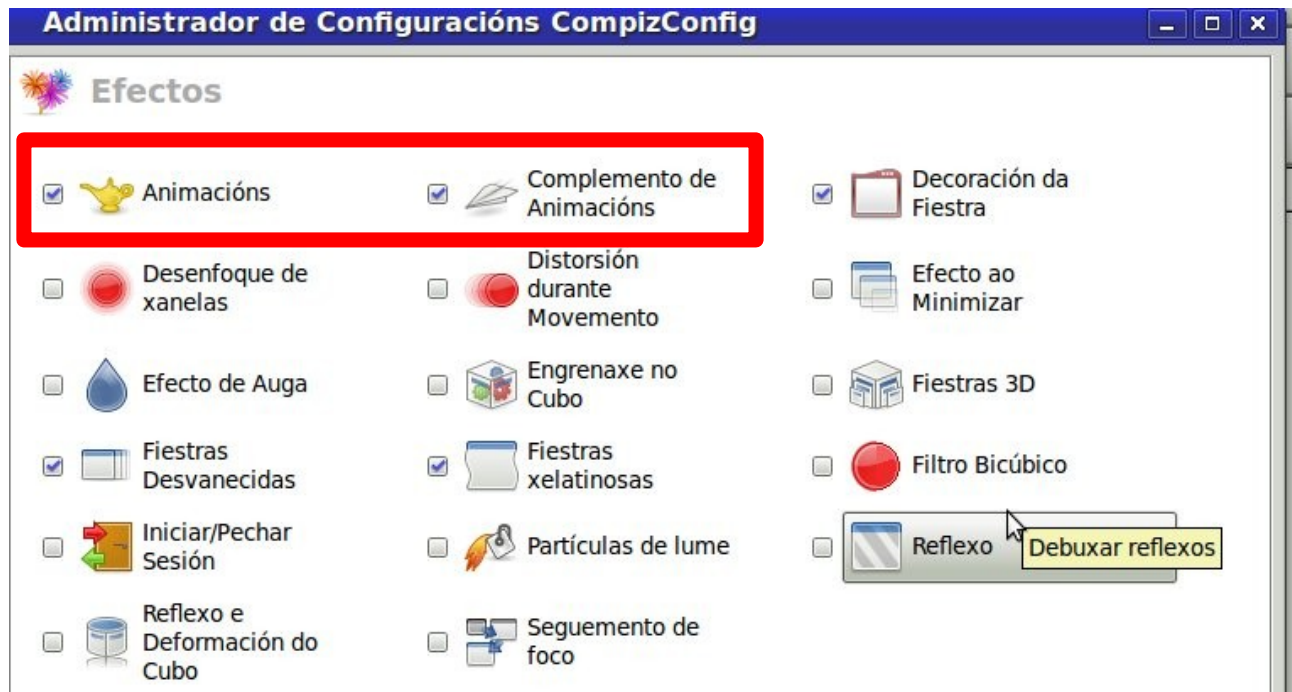 Administrador de Configuracións CompizConfig
Efectos
Animacións
Complemento de
Animacións
Decoración da
Fiestra
Desenfoque de
xanelas
Distorsión
durante
Movemento
Efecto ao
Minimizar
Efecto de Auga
Engrenaxe no
Cubo
Fiestras 3D
Fiestras
Desvanecidas
Fiestras
xelatinosas
Filtro Bicúbico
Iniciar/Pechar
Sesión
Partículas de lume
Reflexo
Debuxar reflexos
Reflexo e
Deformación do
Cubo
Seguemento de
foco